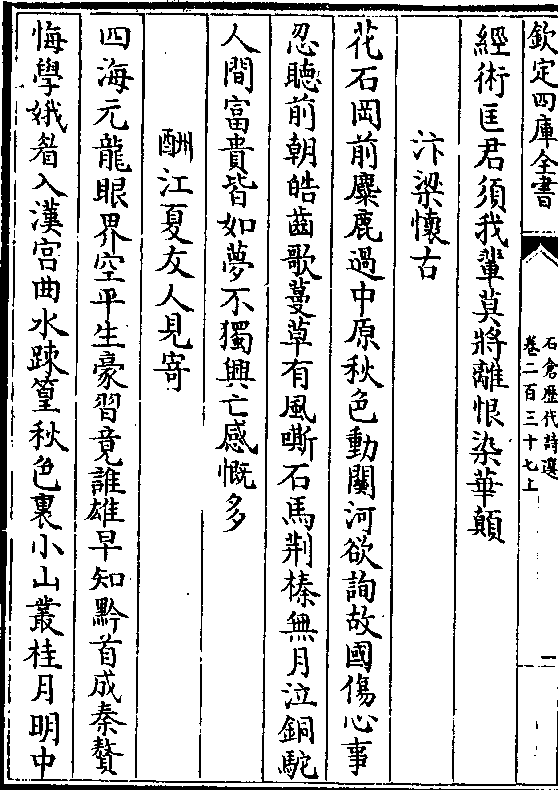 欽定四庫全書
石倉歷代詩選
卷二百三十七上
一
經術匡君須我輩莫將離恨染華顛
汴梁懷古
花石岡前麋鹿過中原秋色動關河欲詢故國傷心事
忍聽前朝皓齒歌蔓草有風嘶石馬荆榛無月泣銅駝
人間富貴皆如夢不獨興亡感慨多
酬江夏友人見寄
四海元龍眼界空平生豪習竟誰雄早知黔首成秦贅
悔學娥睂入漢宮曲水踈篁秋色裏小山叢桂月明中